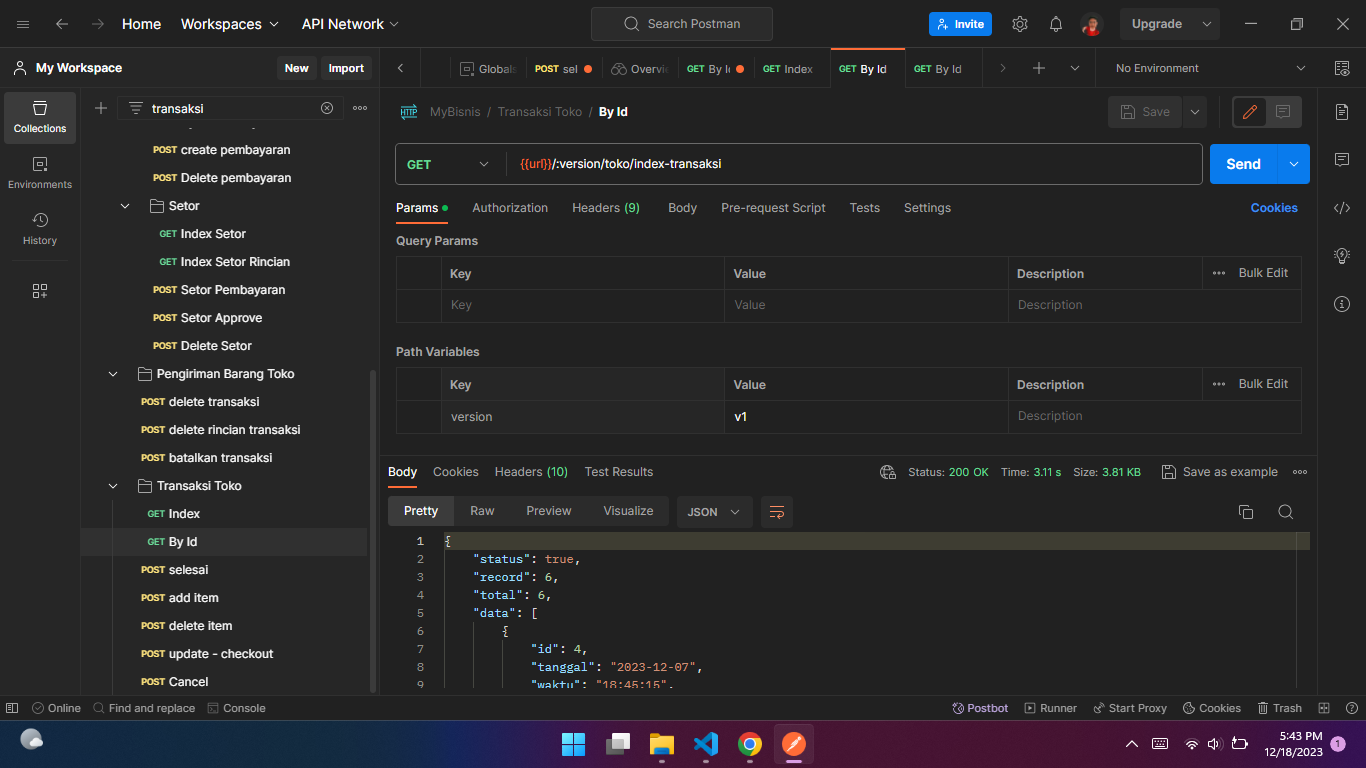 Home Workspaces API Network Search Postman Invite Upgrade
My Workspace New Import Globals POST sel Overvie GET By Id GET Index GET By Id GET By Id No Environment
Collections
Environments
History
transaksi
POST create pembayaran
POST Delete pembayaran
Setor
GET Index Setor
GET Index Setor Rincian
POST Setor Pembayaran
POST Setor Approve
POST Delete Setor
Pengiriman Barang Toko
POST delete transaksi
POST delete rincian transaksi
POST batalkan transaksi
Transaksi Toko
GET Index
GET By Id
POST selesai
POST add item
POST delete item
POST update - checkout
POST Cancel
HTTP MyBisnis / Transaksi Toko / By Id Save
GET {{url}}/:version/toko/index-transaksi Send
Params Authorization Headers (9) Body Pre-request Script Tests Settings Cookies
Query Params
Key Value Description Bulk Edit
Key Value Description
Path Variables
Key Value Description Bulk Edit
version v1 Description
Body Cookies Headers (10) Test Results Status: 200 OK Time: 3.11 s Size: 3.81 KB Save as example
Pretty Raw Preview Visualize JSON
1 {
2 "status": true,
3 "record": 6,
4 "total": 6,
5 "data": [
6 {
7 "id": 4,
8 "tanggal": "2023-12-07",
9 "waktu": "18:45:15",
Online Find and replace Console Postbot Runner Start Proxy Cookies Trash
5:43 PM
12/18/2023 1